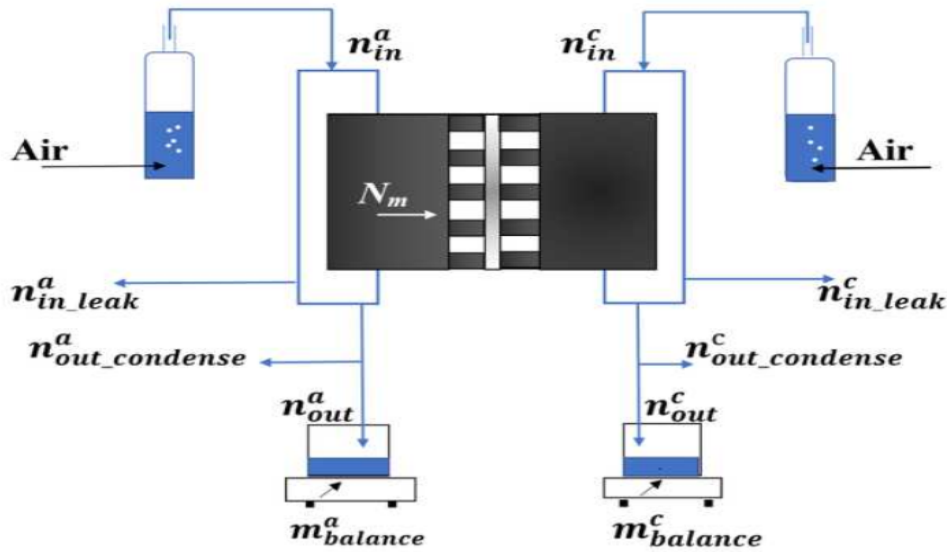 n^a_in
n^c_in
Air
Air
N_m
n^a_in_leak
n^c_in_leak
n^a_out_condense
n^c_out_condense
n^a_out
n^c_out
m^a_balance
m^c_balance